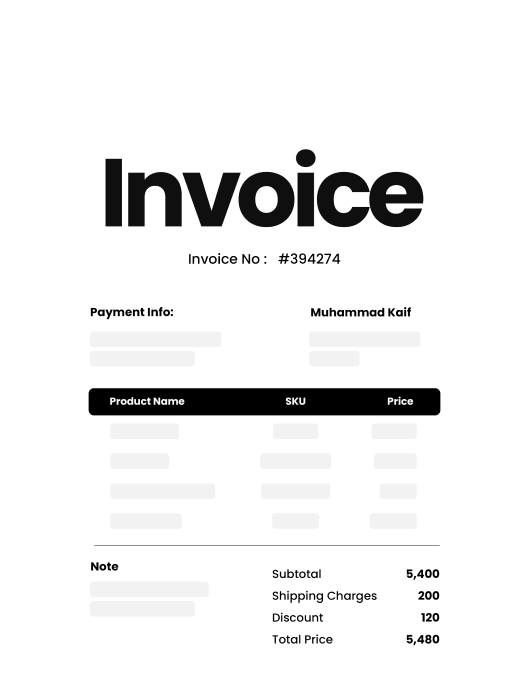 Invoice
Invoice No : #394274
Payment Info:
Muhammad Kaif
Product Name SKU Price
Note
Subtotal 5,400
Shipping Charges 200
Discount 120
Total Price 5,480